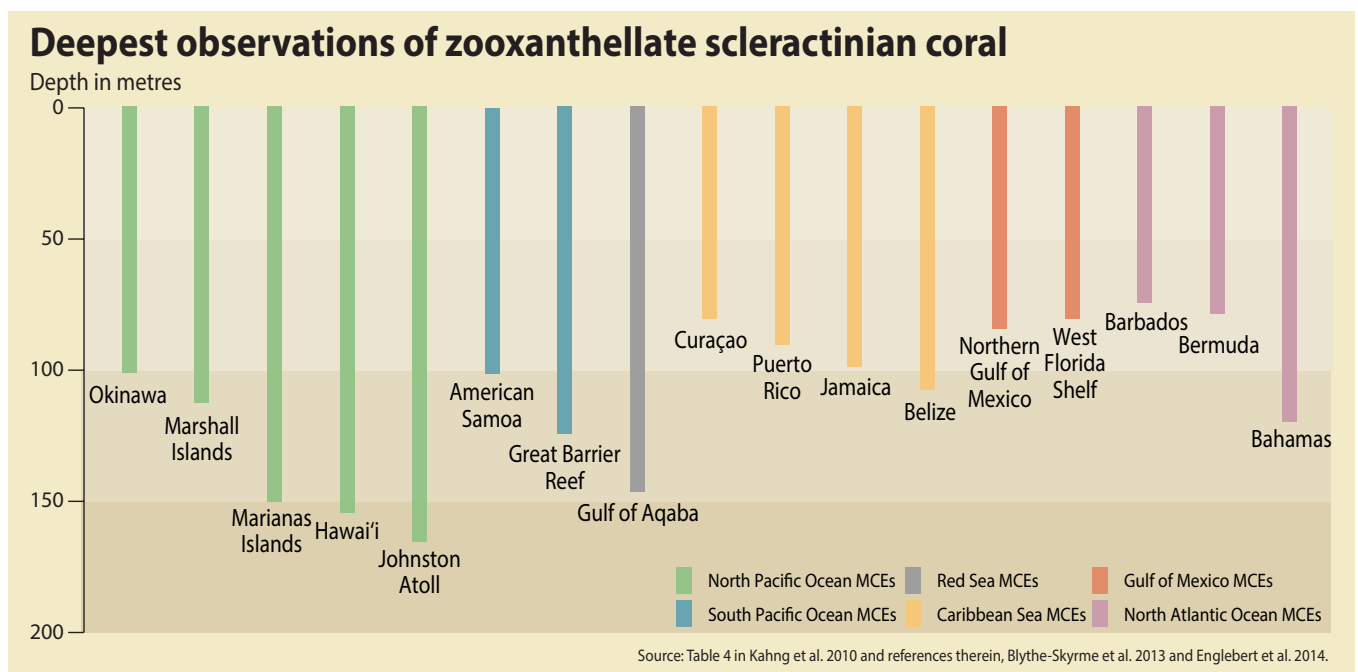 Deepest observations of zooxanthellate scleractinian coral
Depth in metres
0
50
100
150
200
Okinawa
Marshall
Islands
Marianas
Islands
Hawai‘i
Johnston
Atoll
American
Samoa
Great Barrier
Reef
Gulf of Aqaba
Curaçao
Puerto
Rico
Jamaica
Belize
Northern
Gulf of
Mexico
West
Florida
Shelf
Barbados
Bermuda
Bahamas
North Pacific Ocean MCEs
South Pacific Ocean MCEs
Red Sea MCEs
Caribbean Sea MCEs
Gulf of Mexico MCEs
North Atlantic Ocean MCEs
Source: Table 4 in Kahng et al. 2010 and references therein, Blythe-Skyrme et al. 2013 and Englebert et al. 2014.